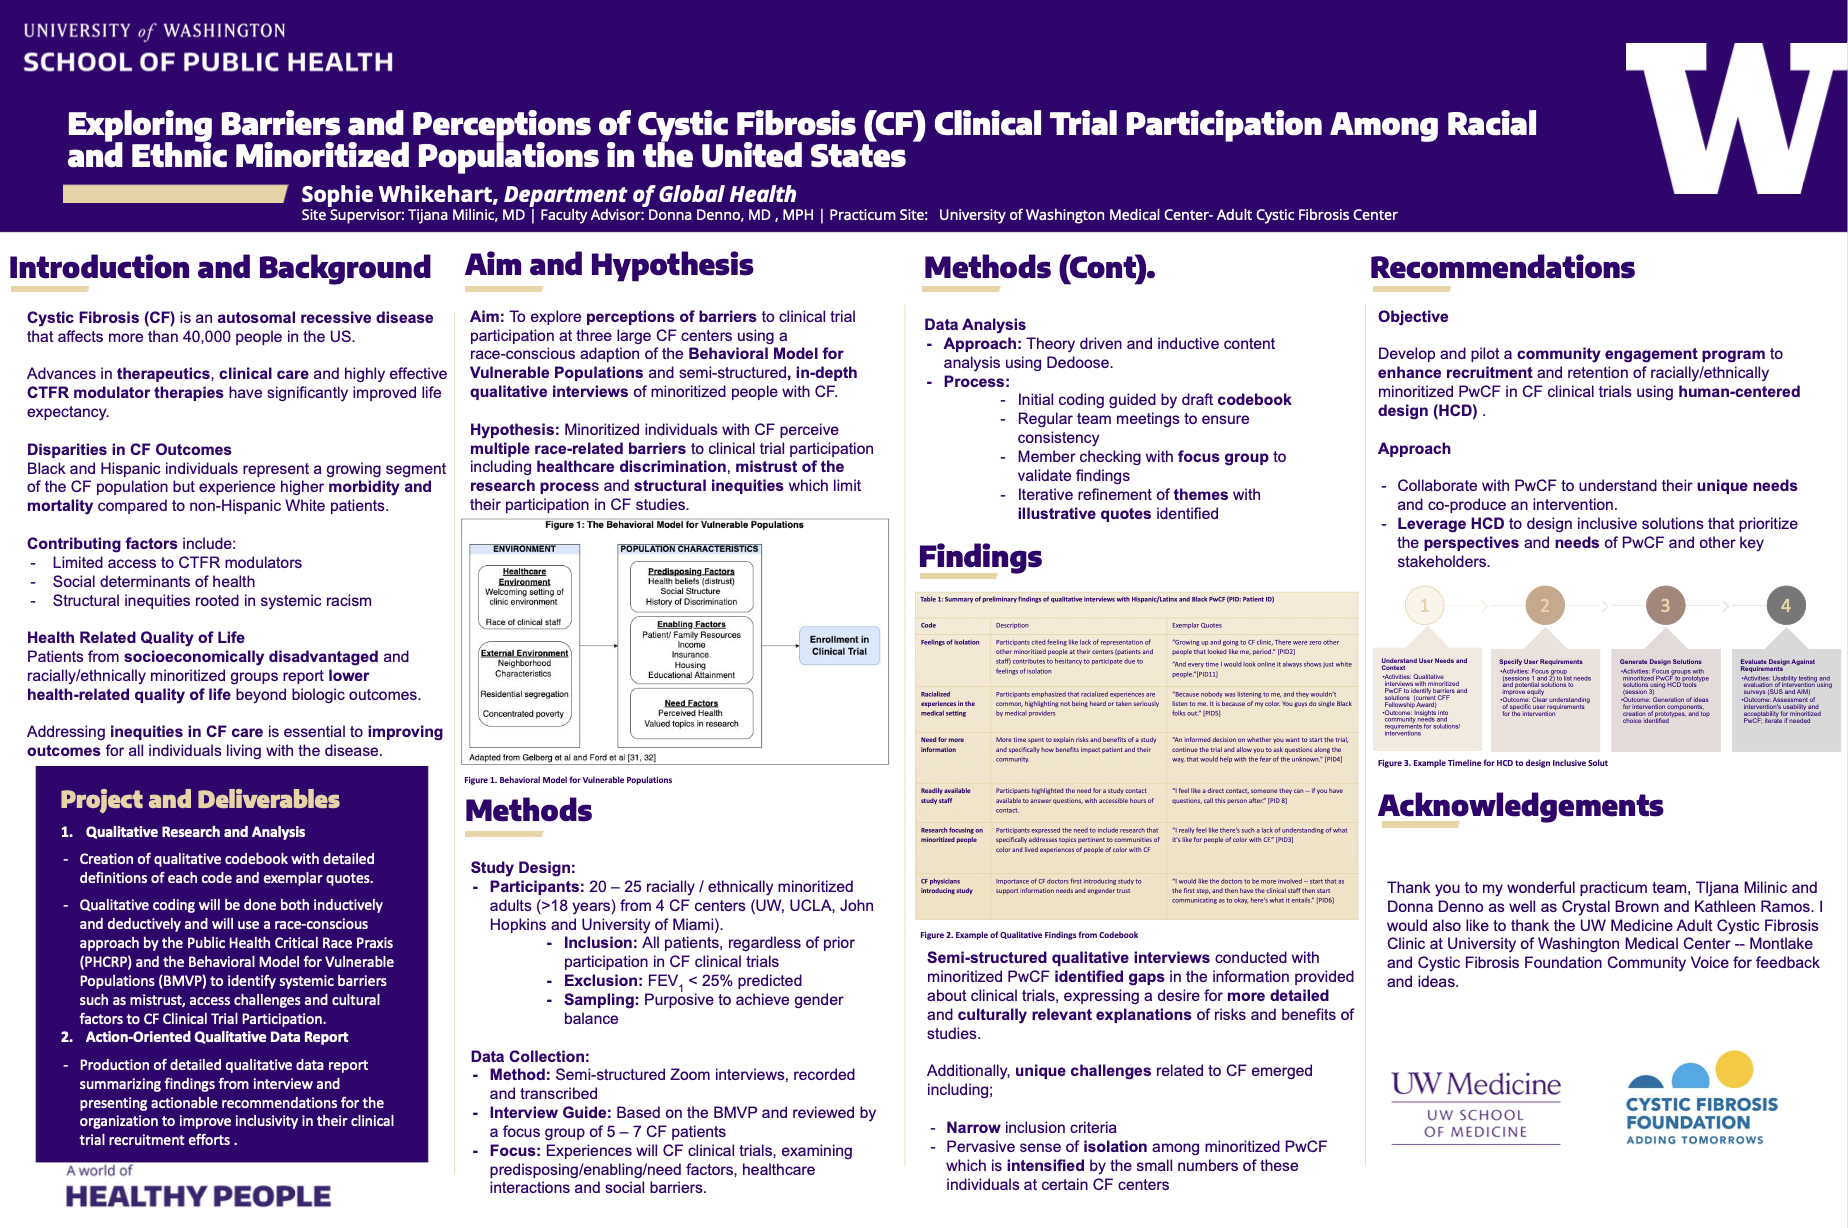 UNIVERSITY of WASHINGTON
SCHOOL OF PUBLIC HEALTH
W
Exploring Barriers and Perceptions of Cystic Fibrosis (CF) Clinical Trial Participation Among Racial
and Ethnic Minoritized Populations in the United States
Sophie Whikehart, Department of Global Health
Site Supervisor: Tijana Milinic, MD | Faculty Advisor: Donna Denno, MD , MPH | Practicum Site: University of Washington Medical Center- Adult Cystic Fibrosis Center
Introduction and Background
Cystic Fibrosis (CF) is an autosomal recessive disease
that affects more than 40,000 people in the US.
Advances in therapeutics, clinical care and highly effective
CTFR modulator therapies have significantly improved life
expectancy.
Disparities in CF Outcomes
Black and Hispanic individuals represent a growing segment
of the CF population but experience higher morbidity and
mortality compared to non-Hispanic White patients.
Contributing factors include:
- Limited access to CTFR modulators
- Social determinants of health
- Structural inequities rooted in systemic racism
Health Related Quality of Life
Patients from socioeconomically disadvantaged and
racially/ethnically minoritized groups report lower
health-related quality of life beyond biologic outcomes.
Addressing inequities in CF care is essential to improving
outcomes for all individuals living with the disease.
Project and Deliverables
1. Qualitative Research and Analysis
- Creation of qualitative codebook with detailed
definitions of each code and exemplar quotes.
- Qualitative coding will be done both inductively
and deductively and will use a race-conscious
approach by the Public Health Critical Race Praxis
(PHCRP) and the Behavioral Model for Vulnerable
Populations (BMVP) to identify systemic barriers
such as mistrust, access challenges and cultural
factors to CF Clinical Trial Participation.
2. Action-Oriented Qualitative Data Report
- Production of detailed qualitative data report
summarizing findings from interview and
presenting actionable recommendations for the
organization to improve inclusivity in their clinical
trial recruitment efforts .
A world of
HEALTHY PEOPLE
Aim and Hypothesis
Aim: To explore perceptions of barriers to clinical trial
participation at three large CF centers using a
race-conscious adaption of the Behavioral Model for
Vulnerable Populations and semi-structured, in-depth
qualitative interviews of minoritized people with CF.
Hypothesis: Minoritized individuals with CF perceive
multiple race-related barriers to clinical trial participation
including healthcare discrimination, mistrust of the
research process and structural inequities which limit
their participation in CF studies.
Figure 1: The Behavioral Model for Vulnerable Populations
ENVIRONMENT
Healthcare
Environment
Welcoming setting of
clinic environment
Race of clinical staff
External Environment
Neighborhood
Characteristics
Residential segregation
Concentrated poverty
POPULATION CHARACTERISTICS
Predisposing Factors
Health beliefs (distrust)
Social Structure
History of Discrimination
Enabling Factors
Patient/ Family Resources
Income
Insurance
Housing
Educational Attainment
Need Factors
Perceived Health
Valued topics in research
Enrollment in
Clinical Trial
Adapted from Gelberg et al and Ford et al [31, 32]
Figure 1. Behavioral Model for Vulnerable Populations
Methods
Study Design:
- Participants: 20 – 25 racially / ethnically minoritized
adults (>18 years) from 4 CF centers (UW, UCLA, John
Hopkins and University of Miami).
- Inclusion: All patients, regardless of prior
participation in CF clinical trials
- Exclusion: FEV1 < 25% predicted
- Sampling: Purposive to achieve gender
balance
Data Collection:
- Method: Semi-structured Zoom interviews, recorded
and transcribed
- Interview Guide: Based on the BMVP and reviewed by
a focus group of 5 – 7 CF patients
- Focus: Experiences will CF clinical trials, examining
predisposing/enabling/need factors, healthcare
interactions and social barriers.
Methods (Cont).
Data Analysis
- Approach: Theory driven and inductive content
analysis using Dedoose.
- Process:
- Initial coding guided by draft codebook
- Regular team meetings to ensure
consistency
- Member checking with focus group to
validate findings
- Iterative refinement of themes with
illustrative quotes identified
Findings
Table 1: Summary of preliminary findings of qualitative interviews with Hispanic/Latinx and Black PwCF (PID: Patient ID)
Code Description Exemplar Quotes
Feelings of isolation
Participants cited feeling like lack of representation of
other minoritized people at their centers (patients and
staff) contributes to hesitancy to participate due to
feelings of isolation
"Growing up and going to CF clinic, There were zero other
people that looked like me, period." [PID2]
"And every time I would look online it always shows just white
people."[PID11]
Racialized
experiences in the
medical setting
Participants emphasized that racialized experiences are
common, highlighting not being heard or taken seriously
by medical providers
"Because nobody was listening to me, and they wouldn't
listen to me. It is because of my color. You guys do single Black
folks out." [PID5]
Need for more
information
More time spent to explain risks and benefits of a study
and specifically how benefits impact patient and their
community.
"An informed decision on whether you want to start the trial,
continue the trial and allow you to ask questions along the
way, that would help with the fear of the unknown." [PID4]
Readily available
study staff
Participants highlighted the need for a study contact
available to answer questions, with accessible hours of
contact.
"I feel like a direct contact, someone they can -- if you have
questions, call this person after." [PID 8]
Research focusing on
minoritized people
Participants expressed the need to include research that
specifically addresses topics pertinent to communities of
color and lived experiences of people of color with CF
"I really feel like there's such a lack of understanding of what
it's like for people of color with CF." [PID3]
CF physicians
introducing study
Importance of CF doctors first introducing study to
support information needs and engender trust
"I would like the doctors to be more involved -- start that as
the first step, and then have the clinical staff then start
communicating as to okay, here's what it entails." [PID6]
Figure 2. Example of Qualitative Findings from Codebook
Semi-structured qualitative interviews conducted with
minoritized PwCF identified gaps in the information provided
about clinical trials, expressing a desire for more detailed
and culturally relevant explanations of risks and benefits of
studies.
Additionally, unique challenges related to CF emerged
including;
- Narrow inclusion criteria
- Pervasive sense of isolation among minoritized PwCF
which is intensified by the small numbers of these
individuals at certain CF centers
Recommendations
Objective
Develop and pilot a community engagement program to
enhance recruitment and retention of racially/ethnically
minoritized PwCF in CF clinical trials using human-centered
design (HCD) .
Approach
- Collaborate with PwCF to understand their unique needs
and co-produce an intervention.
- Leverage HCD to design inclusive solutions that prioritize
the perspectives and needs of PwCF and other key
stakeholders.
1
Understand User Needs and
Context
•Activities: Qualitative
interviews with minoritized
PwCF to identify barriers and
solutions (current CFF
Fellowship Award)
•Outcome: Insights into
community needs and
requirements for solutions/
interventions
2
Specify User Requirements
•Activities: Focus group
(sessions 1 and 2) to list needs
and potential solutions to
improve equity
•Outcome: Clear understanding
of specific user requirements
for the intervention
3
Generate Design Solutions
•Activities: Focus groups with
minoritized PwCF to prototype
solutions using HCD tools
(session 3)
•Outcome: Generation of ideas
for intervention components,
creation of prototypes, and top
choice identified
4
Evaluate Design Against
Requirements
•Activities: Usability testing and
evaluation of intervention using
surveys (SUS and AIM)
•Outcome: Assessment of
intervention's usability and
acceptability for minoritized
PwCF; iterate if needed
Figure 3. Example Timeline for HCD to design Inclusive Solut
Acknowledgements
Thank you to my wonderful practicum team, TIjana Milinic and
Donna Denno as well as Crystal Brown and Kathleen Ramos. I
would also like to thank the UW Medicine Adult Cystic Fibrosis
Clinic at University of Washington Medical Center -- Montlake
and Cystic Fibrosis Foundation Community Voice for feedback
and ideas.
UW Medicine
UW SCHOOL
OF MEDICINE
CYSTIC FIBROSIS
FOUNDATION
ADDING TOMORROWS